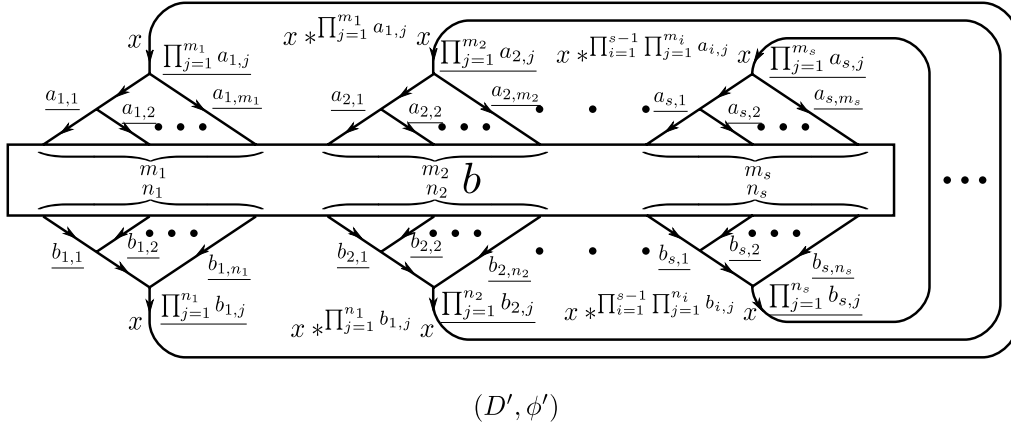 x ∏_{j=1}^{m_1} a_{1,j} x *^{∏_{j=1}^{m_1} a_{1,j}} x ∏_{j=1}^{m_2} a_{2,j} x *^{∏_{i=1}^{s-1} ∏_{j=1}^{m_i} a_{i,j}} x ∏_{j=1}^{m_s} a_{s,j}
a_{1,1} a_{1,2} • • • a_{1,m_1} a_{2,1} a_{2,2} • • • a_{2,m_2} • • • a_{s,1} a_{s,2} • • • a_{s,m_s}
m_1 m_2 m_s
n_1 n_2 b n_s • • •
b_{1,1} b_{1,2} • • • b_{1,n_1} b_{2,1} b_{2,2} • • • b_{2,n_2} • • • b_{s,1} b_{s,2} • • • b_{s,n_s}
x ∏_{j=1}^{n_1} b_{1,j} x *^{∏_{j=1}^{n_1} b_{1,j}} x ∏_{j=1}^{n_2} b_{2,j} x *^{∏_{i=1}^{s-1} ∏_{j=1}^{n_i} b_{i,j}} x ∏_{j=1}^{n_s} b_{s,j}
(D′, ϕ′)